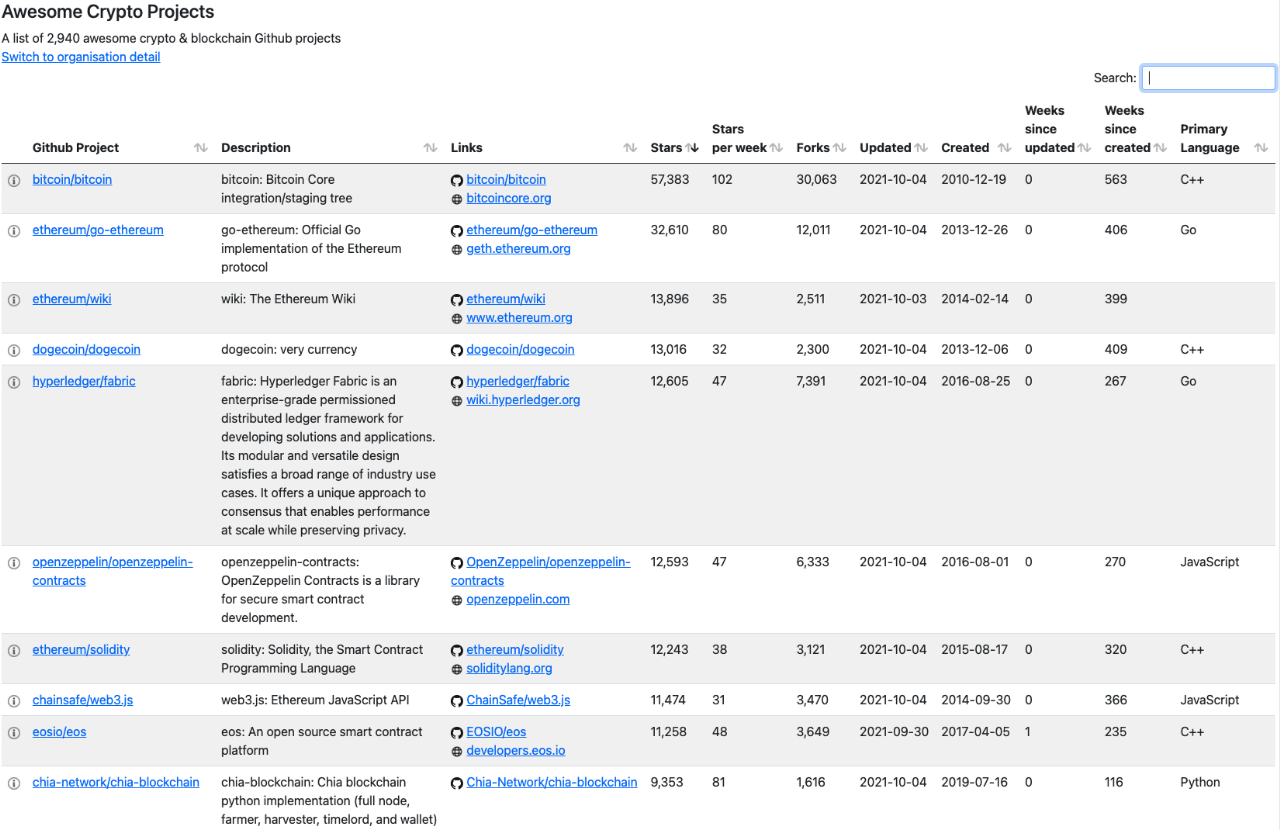 Awesome Crypto Projects
A list of 2,940 awesome crypto & blockchain Github projects
Switch to organisation detail
Search:
Github Project Description Links Stars Stars per week Forks Updated Created Weeks since updated Weeks since created Primary Language
bitcoin/bitcoin bitcoin: Bitcoin Core bitcoin/bitcoin 57,383 102 30,063 2021-10-04 2010-12-19 0 563 C++
integration/staging tree bitcoincore.org
ethereum/go-ethereum go-ethereum: Official Go ethereum/go-ethereum 32,610 80 12,011 2021-10-04 2013-12-26 0 406 Go
implementation of the Ethereum geth.ethereum.org
protocol
ethereum/wiki wiki: The Ethereum Wiki ethereum/wiki 13,896 35 2,511 2021-10-03 2014-02-14 0 399
www.ethereum.org
dogecoin/dogecoin dogecoin: very currency dogecoin/dogecoin 13,016 32 2,300 2021-10-04 2013-12-06 0 409 C++
hyperledger/fabric fabric: Hyperledger Fabric is an hyperledger/fabric 12,605 47 7,391 2021-10-04 2016-08-25 0 267 Go
enterprise-grade permissioned wiki.hyperledger.org
distributed ledger framework for
developing solutions and applications.
Its modular and versatile design
satisfies a broad range of industry use
cases. It offers a unique approach to
consensus that enables performance
at scale while preserving privacy.
openzeppelin/openzeppelin- openzeppelin-contracts: OpenZeppelin/openzeppelin- 12,593 47 6,333 2021-10-04 2016-08-01 0 270 JavaScript
contracts OpenZeppelin Contracts is a library contracts
for secure smart contract openzeppelin.com
development.
ethereum/solidity solidity: Solidity, the Smart Contract ethereum/solidity 12,243 38 3,121 2021-10-04 2015-08-17 0 320 C++
Programming Language soliditylang.org
chainsafe/web3.js web3.js: Ethereum JavaScript API ChainSafe/web3.js 11,474 31 3,470 2021-10-04 2014-09-30 0 366 JavaScript
eosio/eos eos: An open source smart contract EOSIO/eos 11,258 48 3,649 2021-09-30 2017-04-05 1 235 C++
platform developers.eos.io
chia-network/chia-blockchain chia-blockchain: Chia blockchain Chia-Network/chia-blockchain 9,353 81 1,616 2021-10-04 2019-07-16 0 116 Python
python implementation (full node,
farmer, harvester, timelord, and wallet)